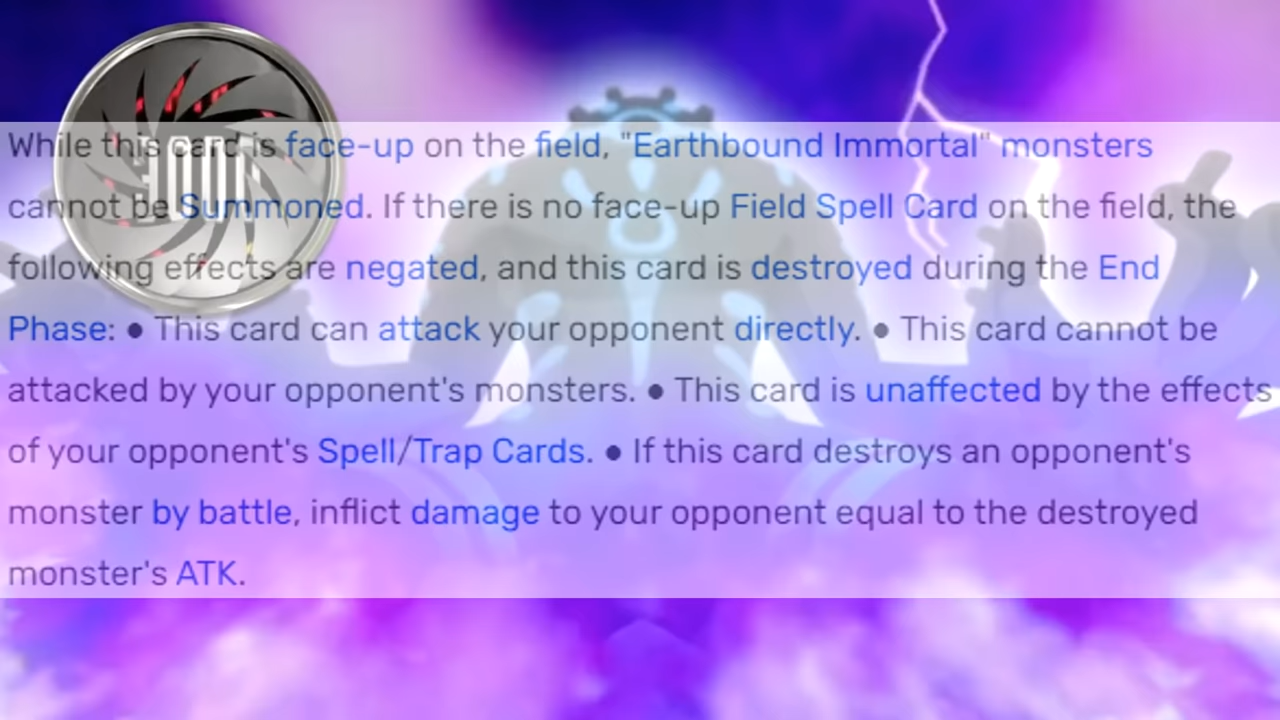 While this card is face-up on the field, "Earthbound Immortal" monsters
cannot be Summoned. If there is no face-up Field Spell Card on the field, the
following effects are negated, and this card is destroyed during the End
Phase: ● This card can attack your opponent directly. ● This card cannot be
attacked by your opponent's monsters. ● This card is unaffected by the effects
of your opponent's Spell/Trap Cards. ● If this card destroys an opponent's
monster by battle, inflict damage to your opponent equal to the destroyed
monster's ATK.